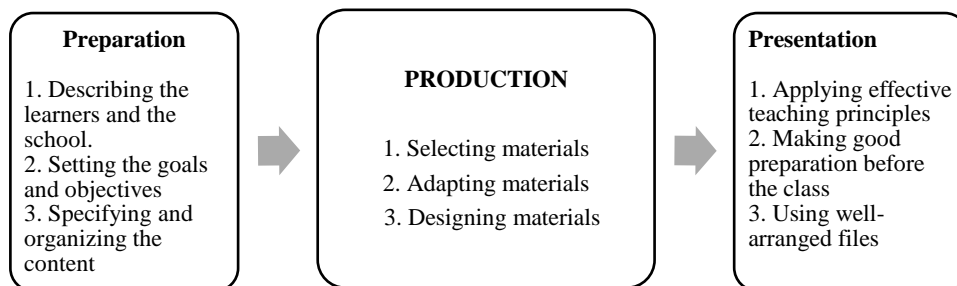 Preparation
1. Describing the
learners and the
school.
2. Setting the goals
and objectives
3. Specifying and
organizing the
content
PRODUCTION
1. Selecting materials
2. Adapting materials
3. Designing materials
Presentation
1. Applying effective
teaching principles
2. Making good
preparation before
the class
3. Using well-
arranged files